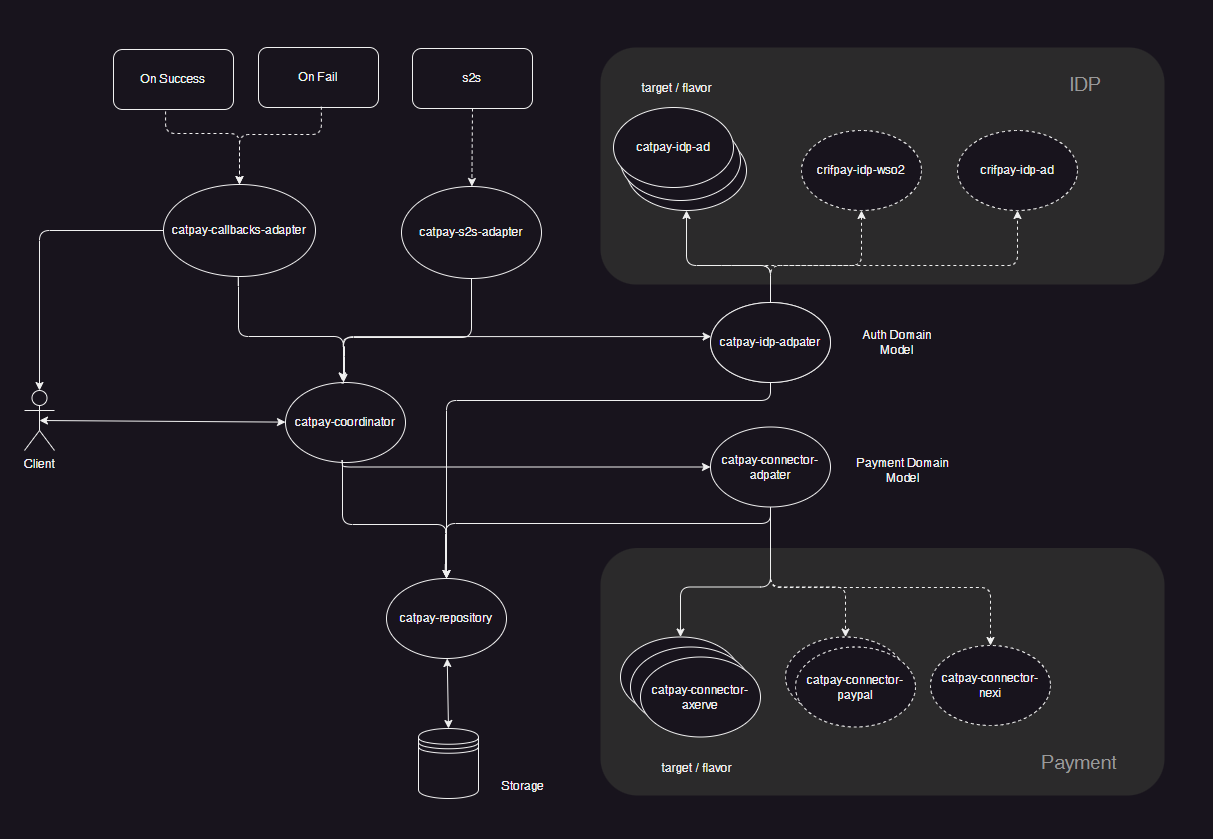 On Success
On Fail
s2s
target / flavor
IDP
catpay-idp-ad
crifpay-idp-wso2
crifpay-idp-ad
catpay-callbacks-adapter
catpay-s2s-adapter
catpay-idp-adpater
Auth Domain
Model
catpay-coordinator
Client
catpay-connector-
adpater
Payment Domain
Model
catpay-repository
catpay-connector-
axerve
catpay-connector-
paypal
catpay-connector-
nexi
target / flavor
Payment
Storage